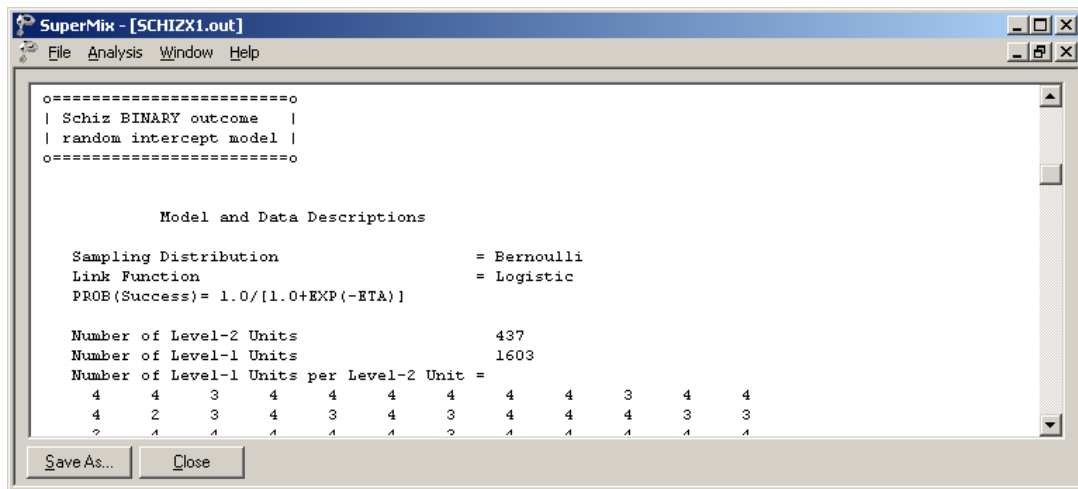 SuperMix - [SCHIZX1.out]
File Analysis Window Help
o=========================o
| Schiz BINARY outcome |
| random intercept model |
o=========================o
Model and Data Descriptions
Sampling Distribution = Bernoulli
Link Function = Logistic
PROB(Success)= 1.0/[1.0+EXP(-ETA)]
Number of Level-2 Units 437
Number of Level-1 Units 1603
Number of Level-1 Units per Level-2 Unit =
4 4 3 4 4 4 4 4 4 3 4 4
4 2 3 4 3 4 3 4 4 4 3 3
Save As... Close